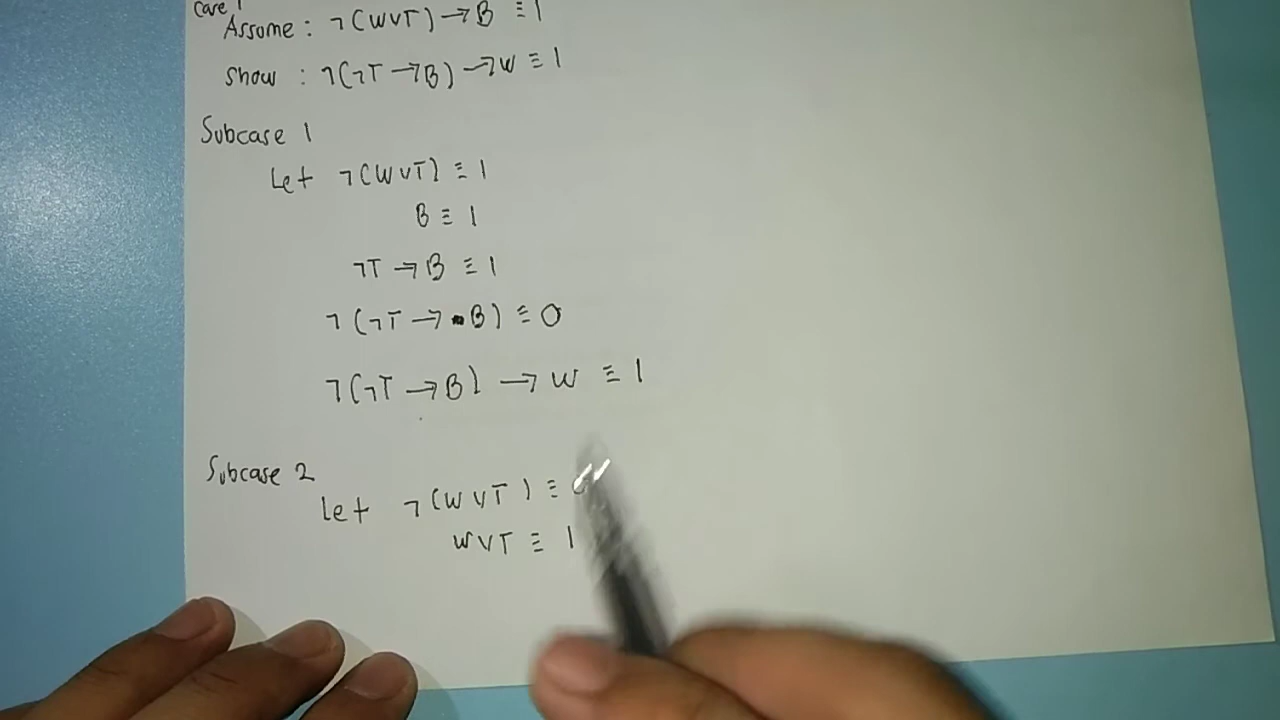 Case 1
Assume : ¬(W∨T) → B ≡ 1
Show : ¬(¬T → B) → W ≡ 1
Subcase 1
Let ¬(W∨T) ≡ 1
B ≡ 1
¬T → B ≡ 1
¬(¬T → B) ≡ 0
¬(¬T → B) → W ≡ 1
Subcase 2
Let ¬(W∨T) ≡
W∨T ≡ 1